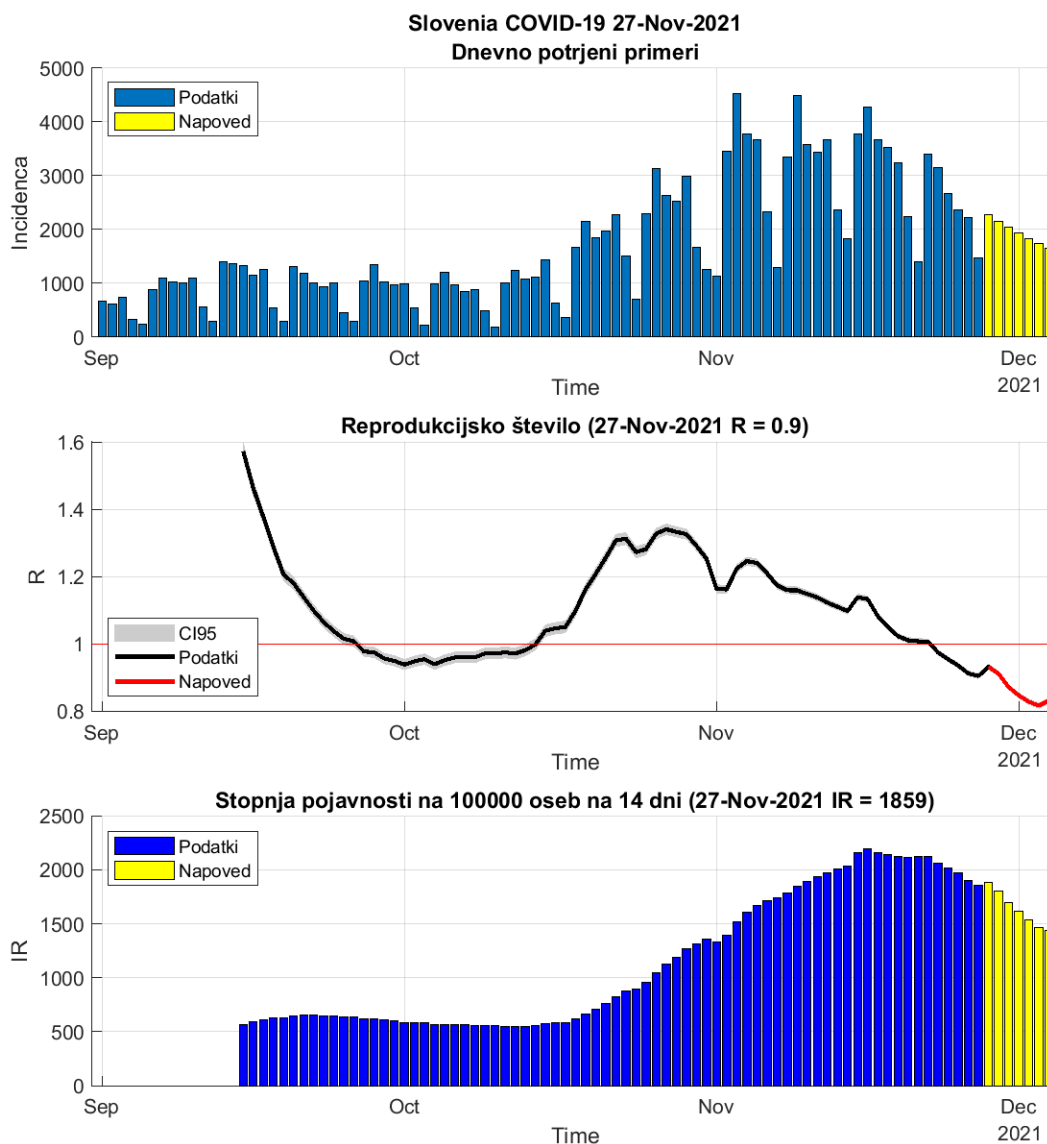 Slovenia COVID-19 27-Nov-2021
Dnevno potrjeni primeri
5000
4000
3000
2000
1000
0
Incidenca
Podatki
Napoved
Sep
Oct
Nov
Dec
2021
Time
Reprodukcijsko število (27-Nov-2021 R = 0.9)
1.6
1.4
1.2
1
0.8
R
CI95
Podatki
Napoved
Sep
Oct
Nov
Dec
2021
Time
Stopnja pojavnosti na 100000 oseb na 14 dni (27-Nov-2021 IR = 1859)
2500
2000
1500
1000
500
0
IR
Podatki
Napoved
Sep
Oct
Nov
Dec
2021
Time